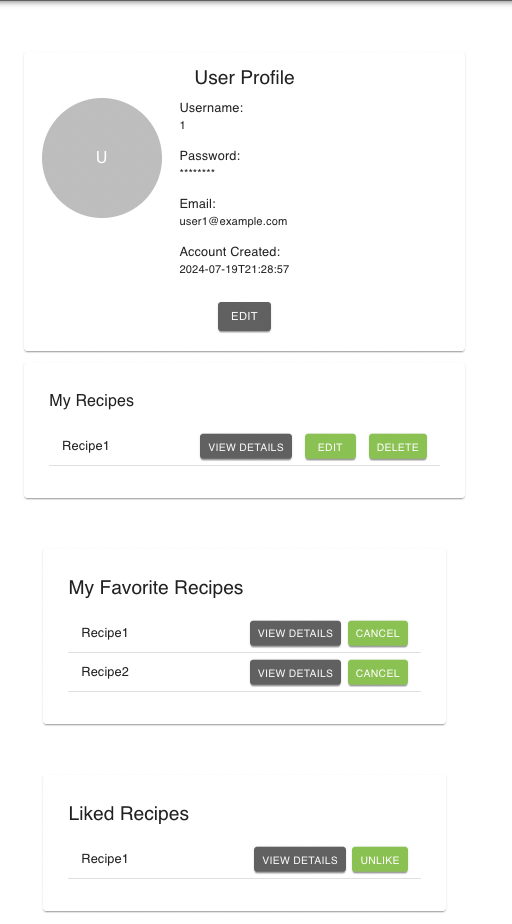 User Profile
U
Username:
1
Password:
********
Email:
user1@example.com
Account Created:
2024-07-19T21:28:57
EDIT
My Recipes
Recipe1 VIEW DETAILS EDIT DELETE
My Favorite Recipes
Recipe1 VIEW DETAILS CANCEL
Recipe2 VIEW DETAILS CANCEL
Liked Recipes
Recipe1 VIEW DETAILS UNLIKE